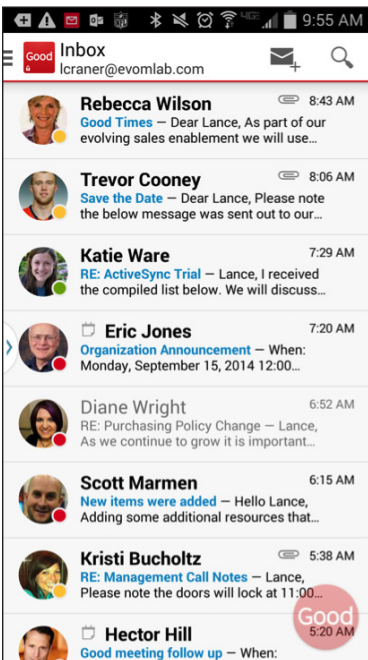 4G
9:55 AM
Good
Inbox
lcraner@evomlab.com
Rebecca Wilson 8:43 AM
Good Times — Dear Lance, As part of our
evolving sales enablement we will use...
Trevor Cooney 8:06 AM
Save the Date — Dear Lance, Please note
the below message was sent out to our...
Katie Ware 7:29 AM
RE: ActiveSync Trial — Lance, I received
the compiled list below. We will discuss...
Eric Jones 7:20 AM
Organization Announcement — When:
Monday, September 15, 2014 12:00...
Diane Wright 6:52 AM
RE: Purchasing Policy Change — Lance,
As we continue to grow it is important...
Scott Marmen 6:15 AM
New items were added — Hello Lance,
Adding some additional resources that...
Kristi Bucholtz 5:38 AM
RE: Management Call Notes — Lance,
Please note the doors will lock at 11:00...
Good
Hector Hill 5:20 AM
Good meeting follow up — When: